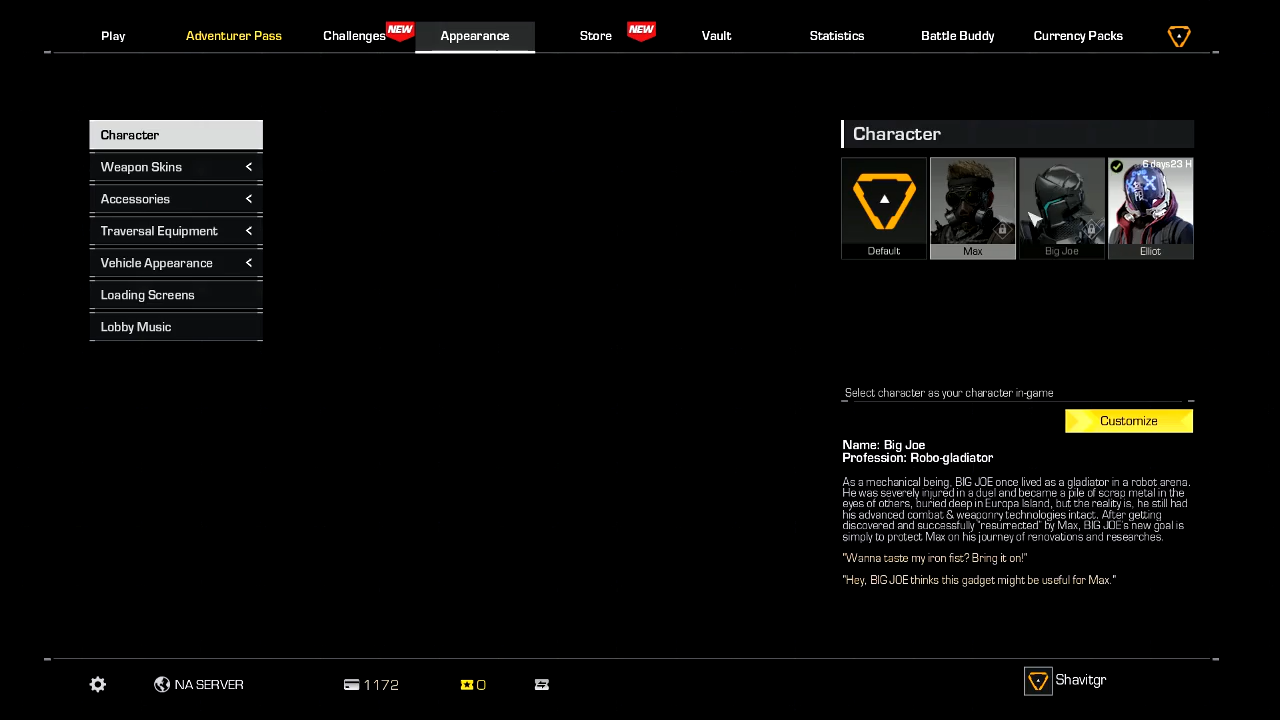 Play
Adventurer Pass
Challenges
NEW
Appearance
Store
NEW
Vault
Statistics
Battle Buddy
Currency Packs
Character
Weapon Skins
Accessories
Traversal Equipment
Vehicle Appearance
Loading Screens
Lobby Music
Character
6 days23 H
Default
Max
Big Joe
Elliot
Select character as your character in-game
Customize
Name: Big Joe
Profession: Robo-gladiator
As a mechanical being, BIG JOE once lived as a gladiator in a robot arena.
He was severely injured in a duel and became a pile of scrap metal in the
eyes of others, buried deep in Europa Island, but the reality is, he still had
his advanced combat & weaponry technologies intact. After getting
discovered and successfully "resurrected" by Max, BIG JOE's new goal is
simply to protect Max on his journey of renovations and researches.
"Wanna taste my iron fist? Bring it on!"
"Hey, BIG JOE thinks this gadget might be useful for Max."
NA SERVER
1172
0
Shavitgr